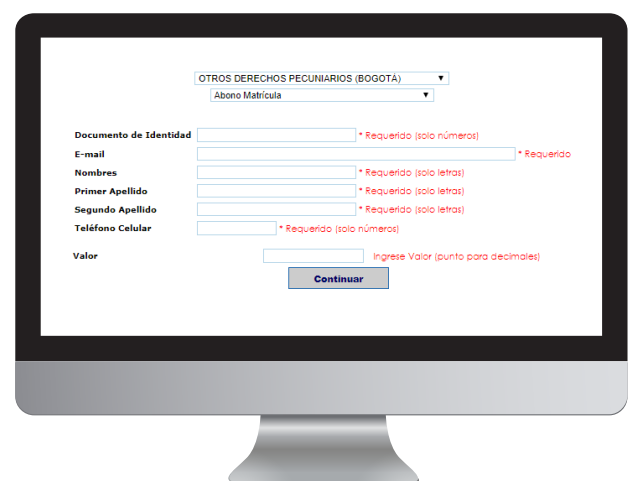 OTROS DERECHOS PECUNIARIOS (BOGOTÁ)
Abono Matrícula
Documento de Identidad * Requerido (solo números)
E-mail * Requerido
Nombres * Requerido (solo letras)
Primer Apellido * Requerido (solo letras)
Segundo Apellido * Requerido (solo letras)
Teléfono Celular * Requerido (solo números)
Valor Ingrese Valor (punto para decimales)
Continuar